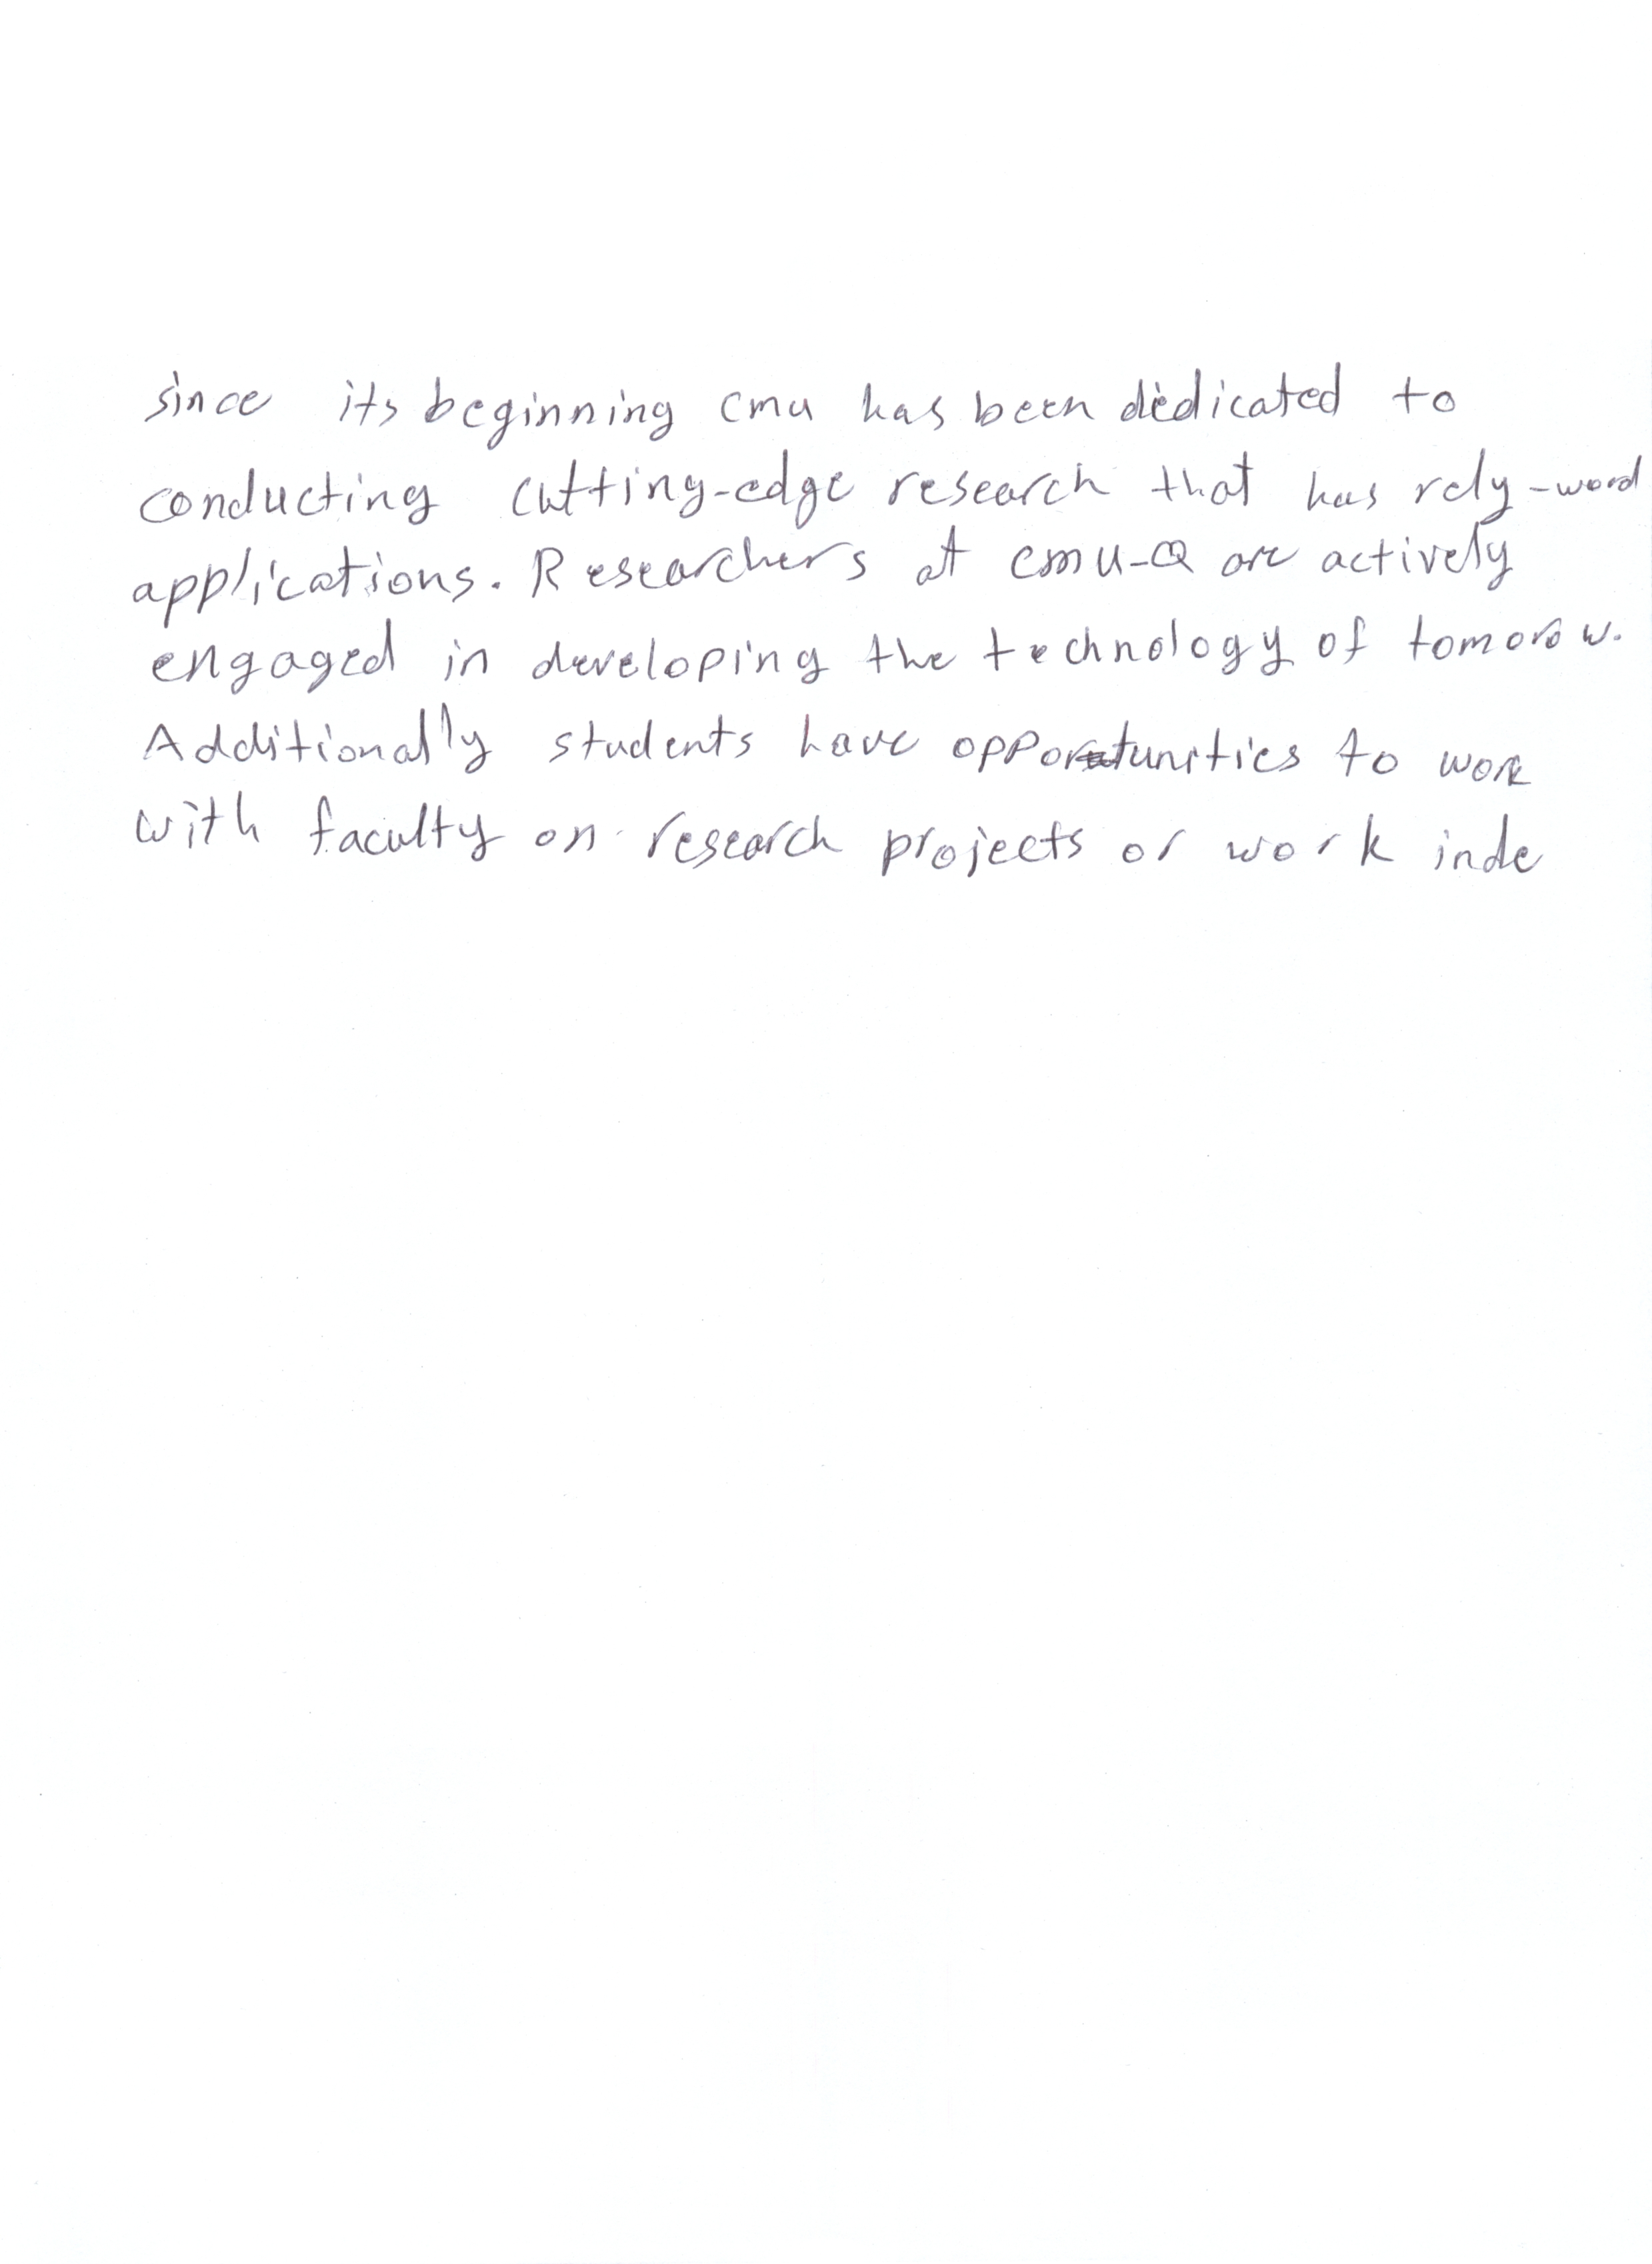 since its beginning cmu has been dedicated to
conducting cutting-edge research that has rely-word
applications. Researchers at cmu-Q are actively
engaged in developing the technology of tomorow.
Additionally students have opportunities to work
with faculty on research projects or work inde